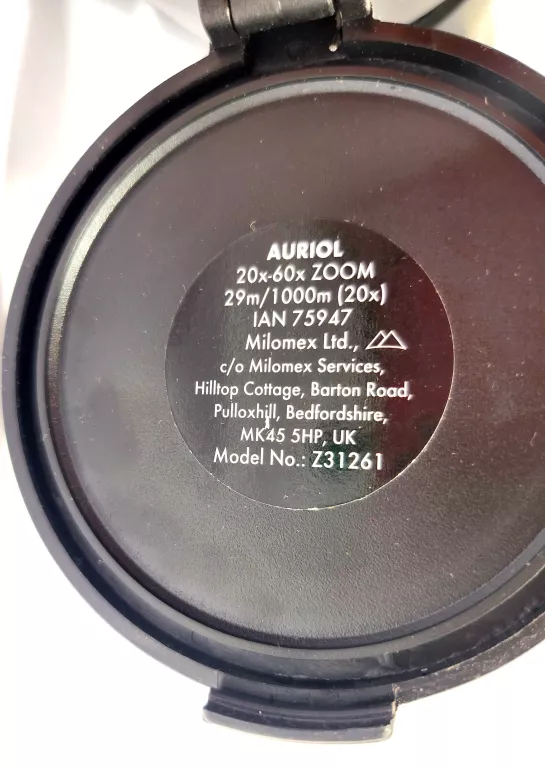 AURIOL
20x-60x ZOOM
29m/1000m (20x)
IAN 75947
Milomex Ltd.,
c/o Milomex Services,
Hilltop Cottage, Barton Road,
Pulloxhill, Bedfordshire,
MK45 5HP, UK
Model No.: Z31261